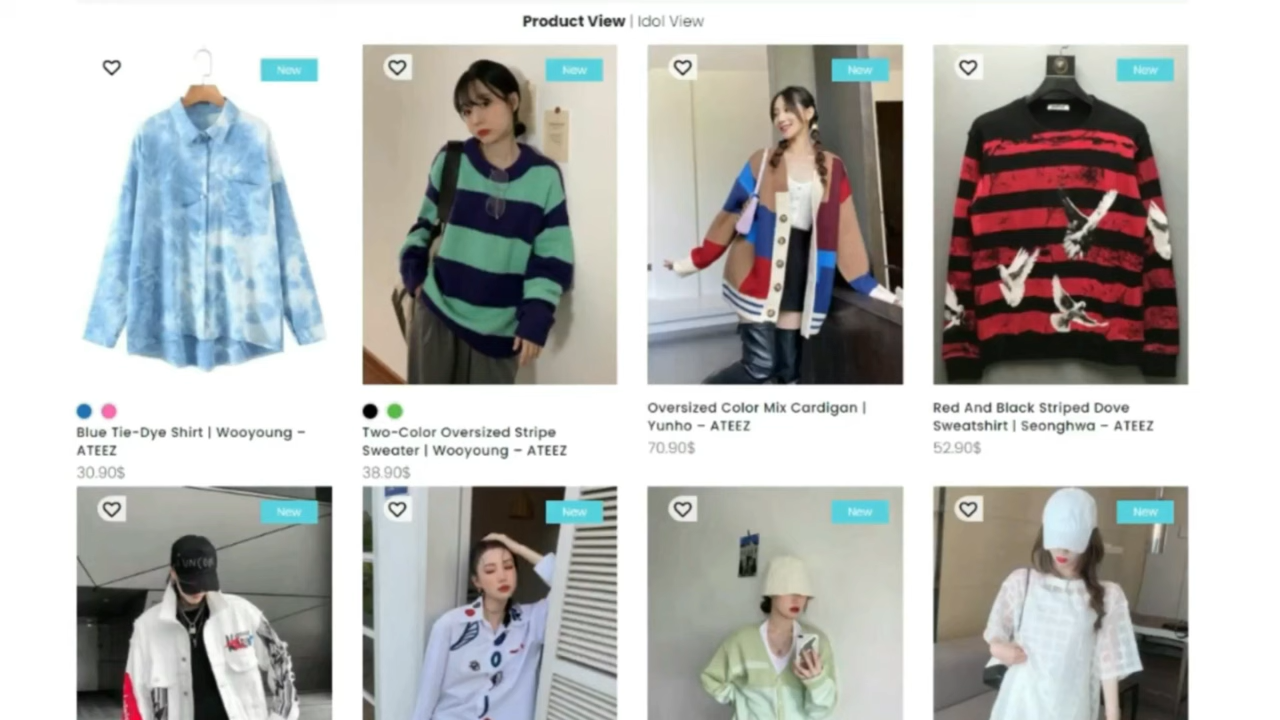 Product View | Idol View
New
New
New
New
Blue Tie-Dye Shirt | Wooyoung –
ATEEZ
30.90$
Two-Color Oversized Stripe
Sweater | Wooyoung – ATEEZ
38.90$
Oversized Color Mix Cardigan |
Yunho – ATEEZ
70.90$
Red And Black Striped Dove
Sweatshirt | Seonghwa – ATEEZ
52.90$
New
New
New
New